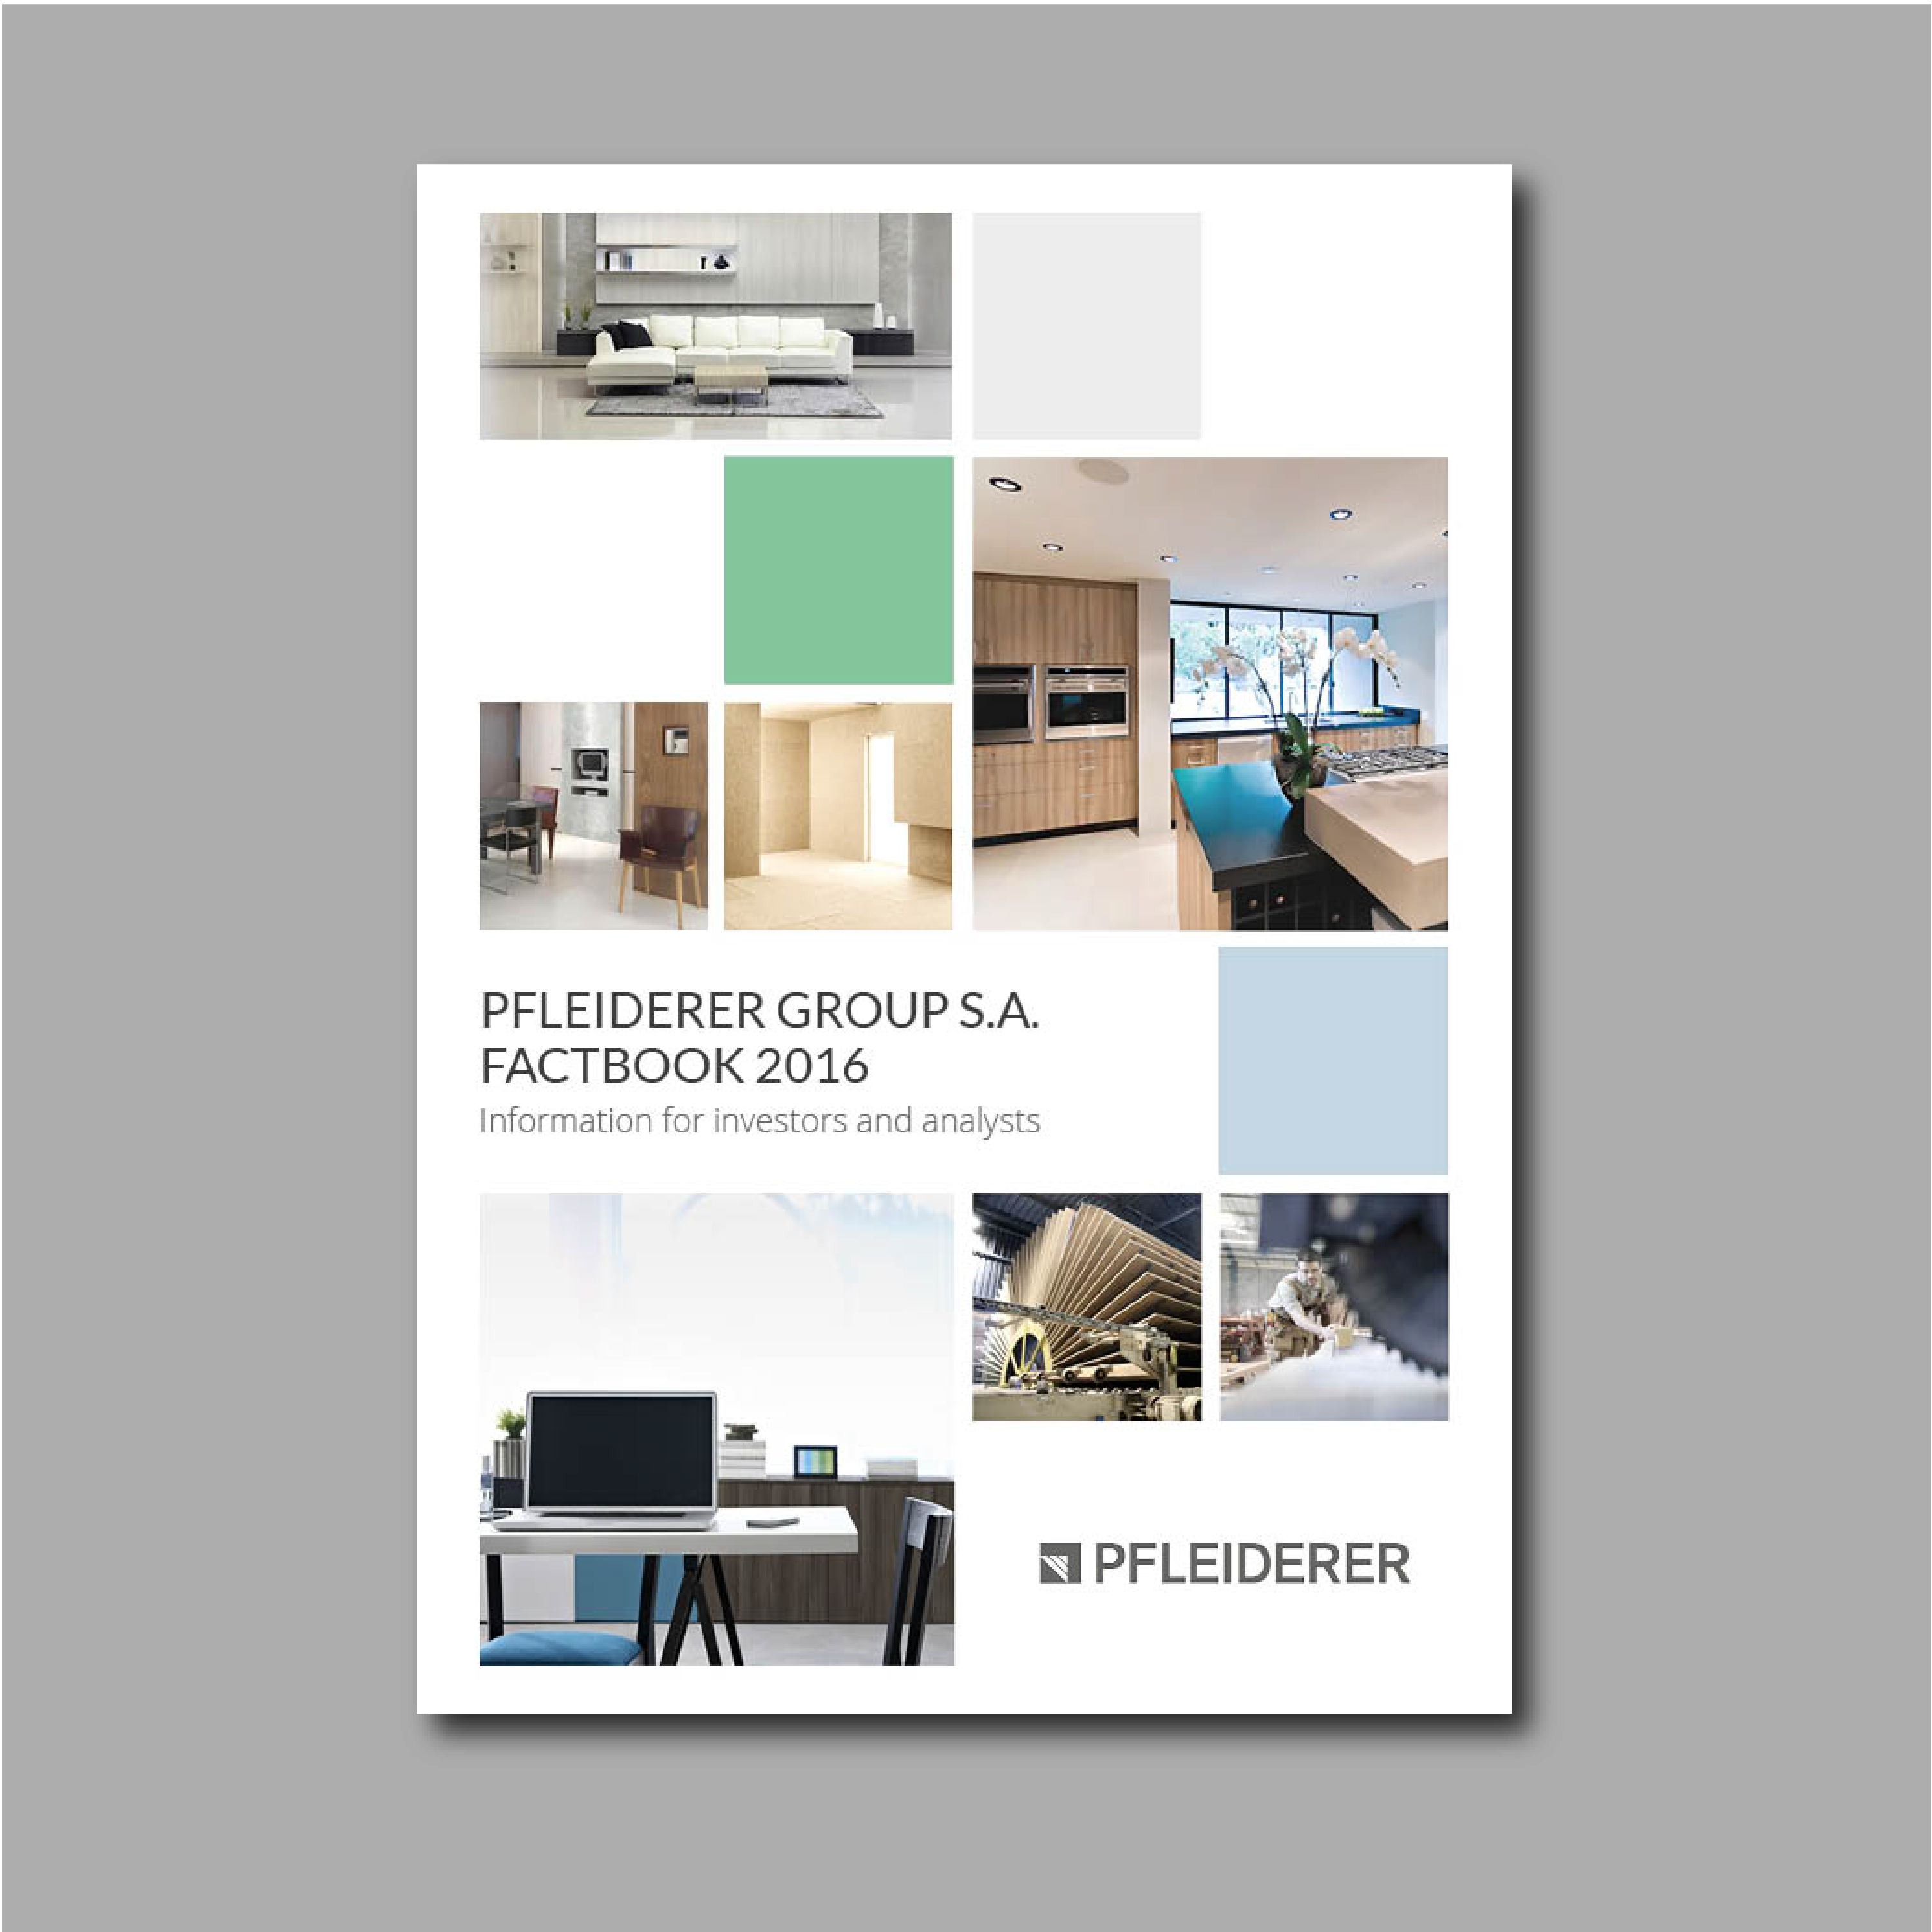 PFLEIDERER GROUP S.A.
FACTBOOK 2016
Information for investors and analysts
PFLEIDERER